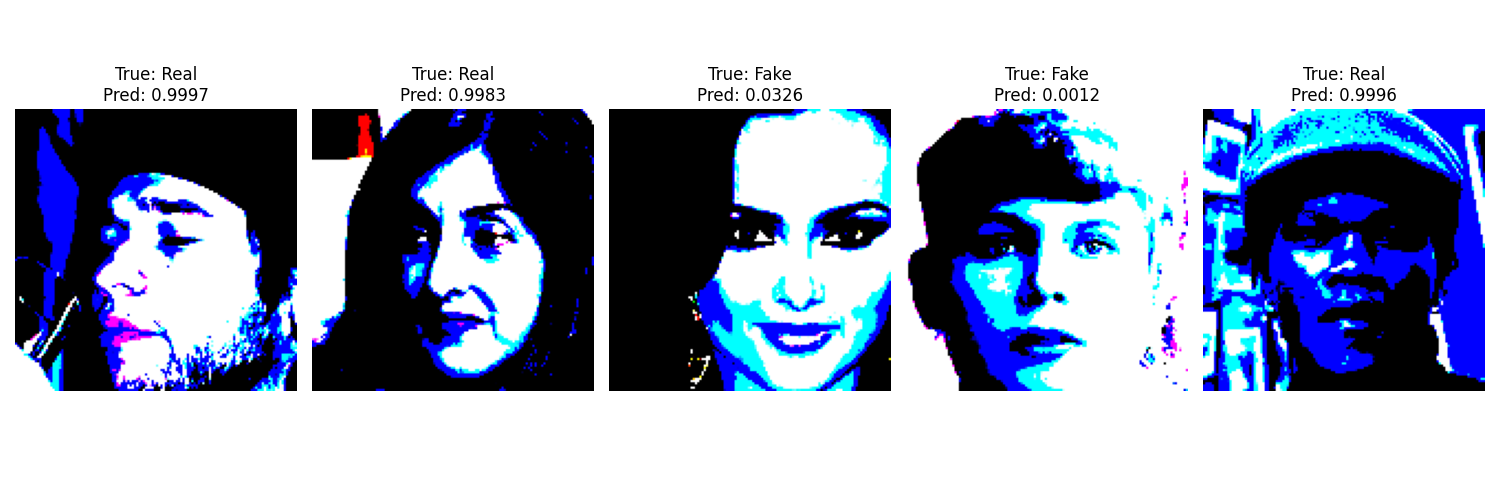 True: Real
Pred: 0.9997
True: Real
Pred: 0.9983
True: Fake
Pred: 0.0326
True: Fake
Pred: 0.0012
True: Real
Pred: 0.9996